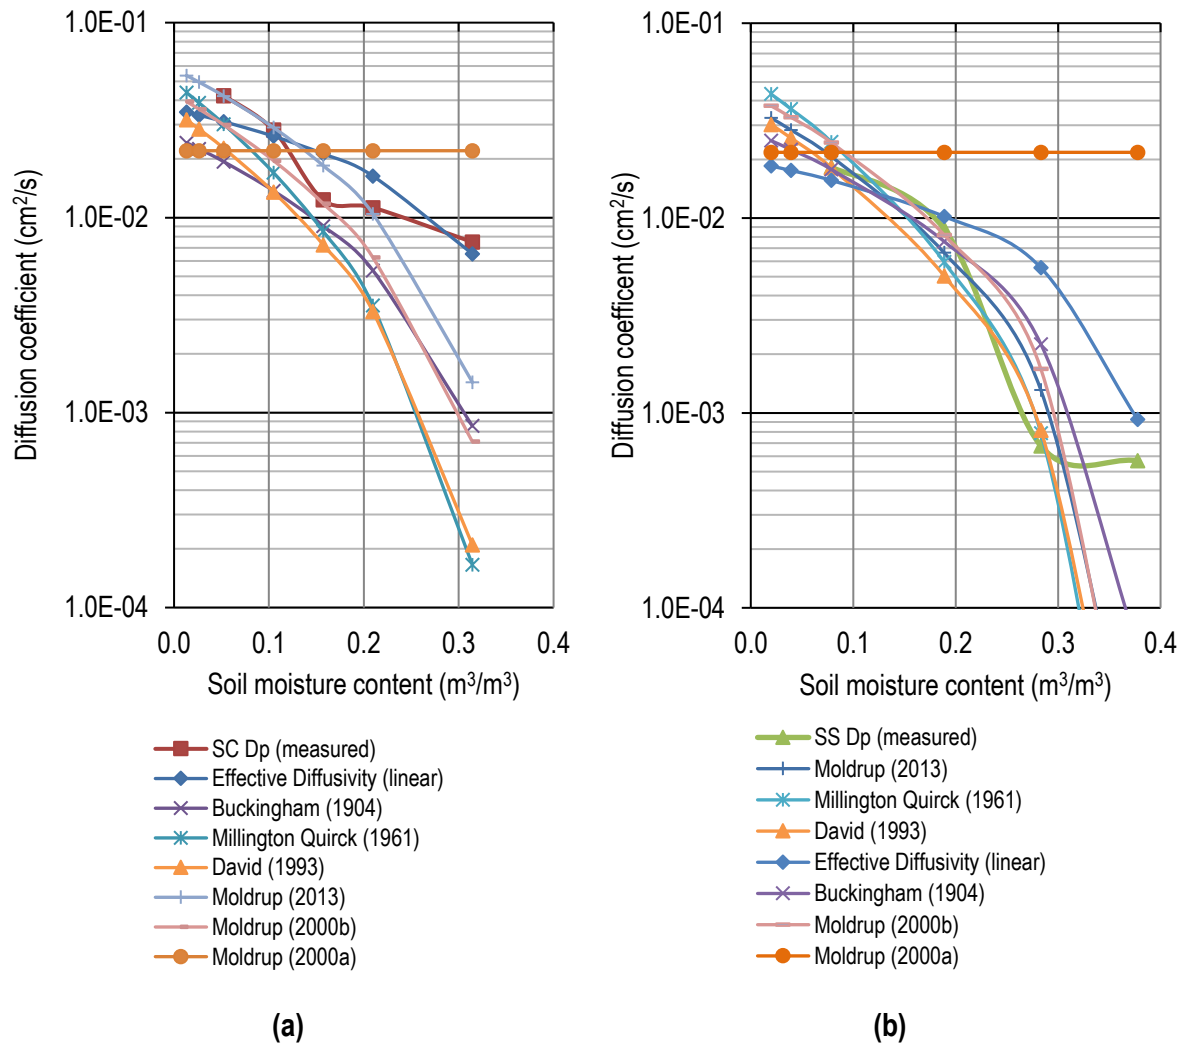 1.0E-01
1.0E-02
1.0E-03
1.0E-04
Diffusion coefficient (cm²/s)
0.0 0.1 0.2 0.3 0.4
Soil moisture content (m³/m³)
SC Dp (measured)
Effective Diffusivity (linear)
Buckingham (1904)
Millington Quirck (1961)
David (1993)
Moldrup (2013)
Moldrup (2000b)
Moldrup (2000a)
(a)
1.0E-01
1.0E-02
1.0E-03
1.0E-04
Diffusion coefficent (cm²/s)
0.0 0.1 0.2 0.3 0.4
Soil moisture content (m³/m³)
SS Dp (measured)
Moldrup (2013)
Millington Quirck (1961)
David (1993)
Effective Diffusivity (linear)
Buckingham (1904)
Moldrup (2000b)
Moldrup (2000a)
(b)